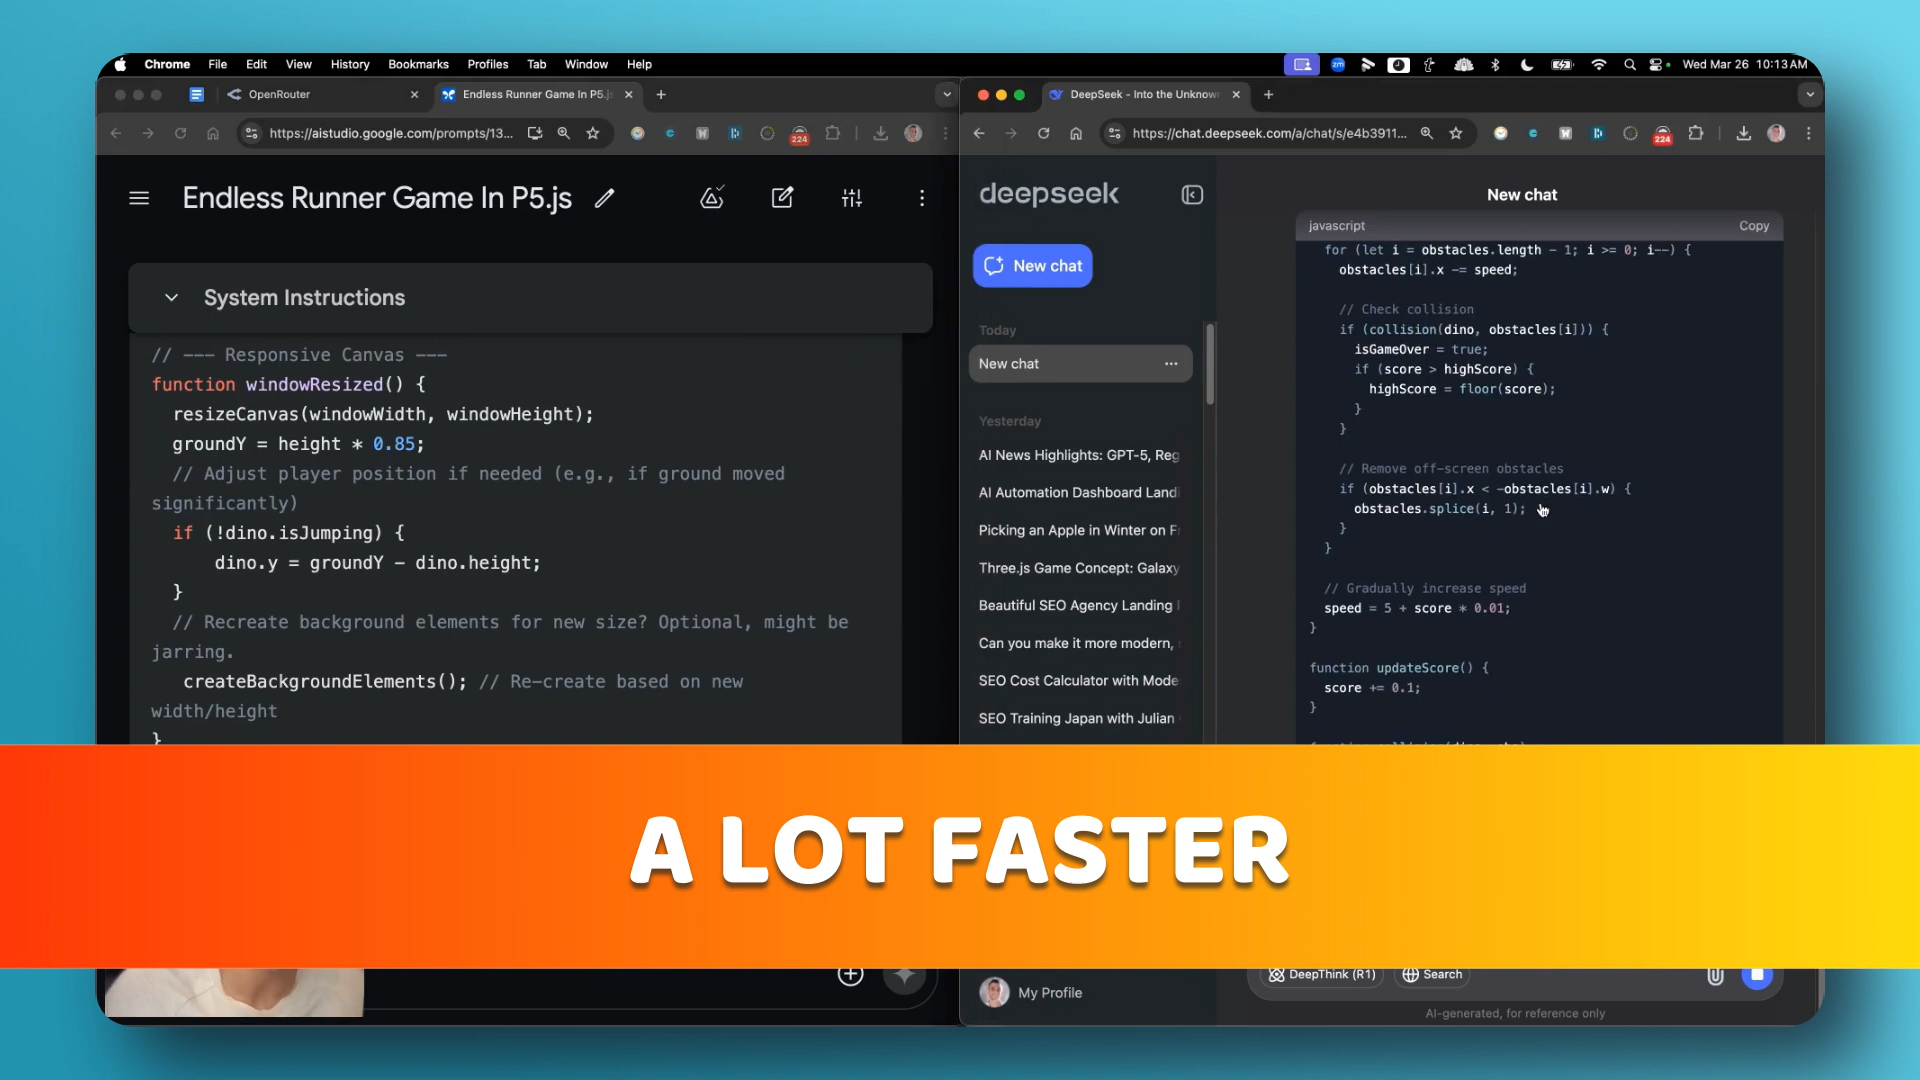 Chrome File Edit View History Bookmarks Profiles Tab Window Help
zm
Wed Mar 26 10:13 AM
OpenRouter
Endless Runner Game In P5.js
https://aistudio.google.com/prompts/13...
224
Endless Runner Game In P5.js
System Instructions
// --- Responsive Canvas ---
function windowResized() {
resizeCanvas(windowWidth, windowHeight);
groundY = height * 0.85;
// Adjust player position if needed (e.g., if ground moved
significantly)
if (!dino.isJumping) {
dino.y = groundY - dino.height;
}
// Recreate background elements for new size? Optional, might be
jarring.
createBackgroundElements(); // Re-create based on new
width/height
}
DeepSeek - Into the Unknown
https://chat.deepseek.com/a/chat/s/e4b3911...
224
deepseek
New chat
Today
New chat
Yesterday
AI News Highlights: GPT-5, Reg
AI Automation Dashboard Landi
Picking an Apple in Winter on F
Three.js Game Concept: Galaxy
Beautiful SEO Agency Landing
Can you make it more modern,
SEO Cost Calculator with Mode
SEO Training Japan with Julian
My Profile
New chat
javascript Copy
for (let i = obstacles.length - 1; i >= 0; i--) {
obstacles[i].x -= speed;
// Check collision
if (collision(dino, obstacles[i])) {
isGameOver = true;
if (score > highScore) {
highScore = floor(score);
}
}
// Remove off-screen obstacles
if (obstacles[i].x < -obstacles[i].w) {
obstacles.splice(i, 1);
}
}
// Gradually increase speed
speed = 5 + score * 0.01;
}
function updateScore() {
score += 0.1;
}
A LOT FASTER
DeepThink (R1)
Search
AI-generated, for reference only